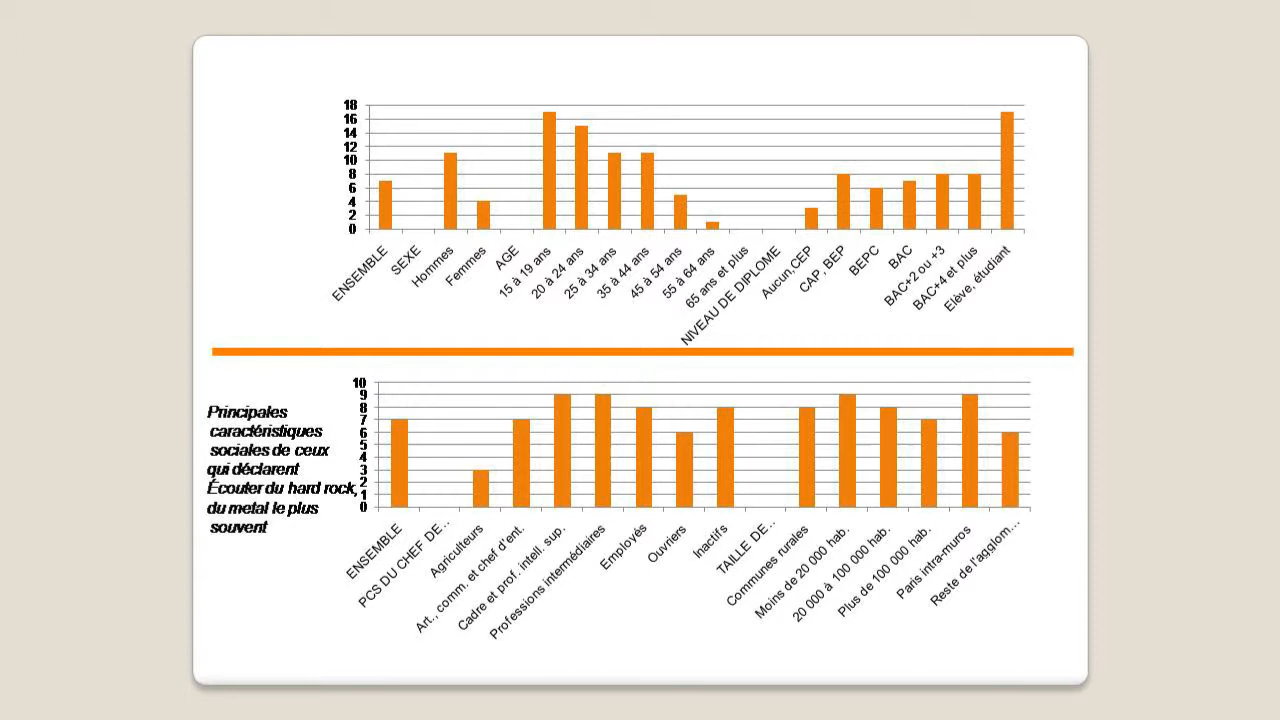 18
16
14
12
10
8
6
4
2
0
ENSEMBLE
SEXE
Hommes
Femmes
AGE
15 à 19 ans
20 à 24 ans
25 à 34 ans
35 à 44 ans
45 à 54 ans
55 à 64 ans
65 ans et plus
NIVEAU DE DIPLOME
Aucun,CEP
CAP, BEP
BEPC
BAC
BAC+2 ou +3
BAC+4 et plus
Elève, étudiant
Principales
caractéristiques
sociales de ceux
qui déclarent
Écouter du hard rock,
du metal le plus
souvent
10
9
8
7
6
5
4
3
2
1
0
ENSEMBLE
PCS DU CHEF DE…
Agriculteurs
Art., comm. et chef d'ent.
Cadre et prof. intell. sup.
Professions intermédiaires
Employés
Ouvriers
Inactifs
TAILLE DE…
Communes rurales
Moins de 20 000 hab.
20 000 à 100 000 hab.
Plus de 100 000 hab.
Paris intra-muros
Reste de l'agglom…